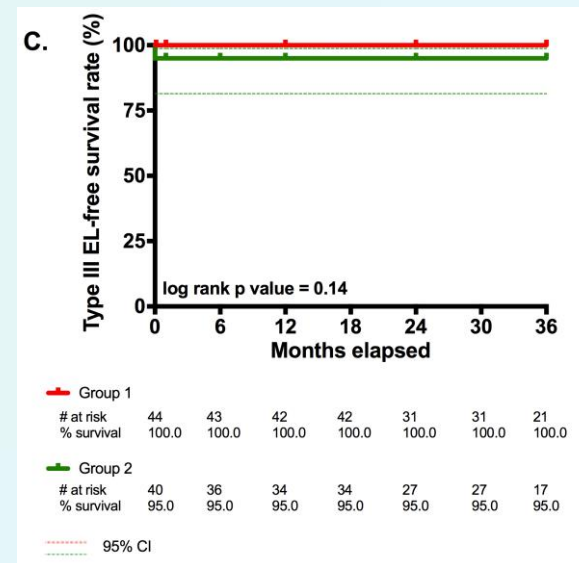 C.
Type III EL-free survival rate (%)
100
75
50
25
0
log rank p value = 0.14
0 6 12 18 24 30 36
Months elapsed
Group 1
# at risk 44 43 42 42 31 31 21
% survival 100.0 100.0 100.0 100.0 100.0 100.0 100.0
Group 2
# at risk 40 36 34 34 27 27 17
% survival 95.0 95.0 95.0 95.0 95.0 95.0 95.0
95% CI